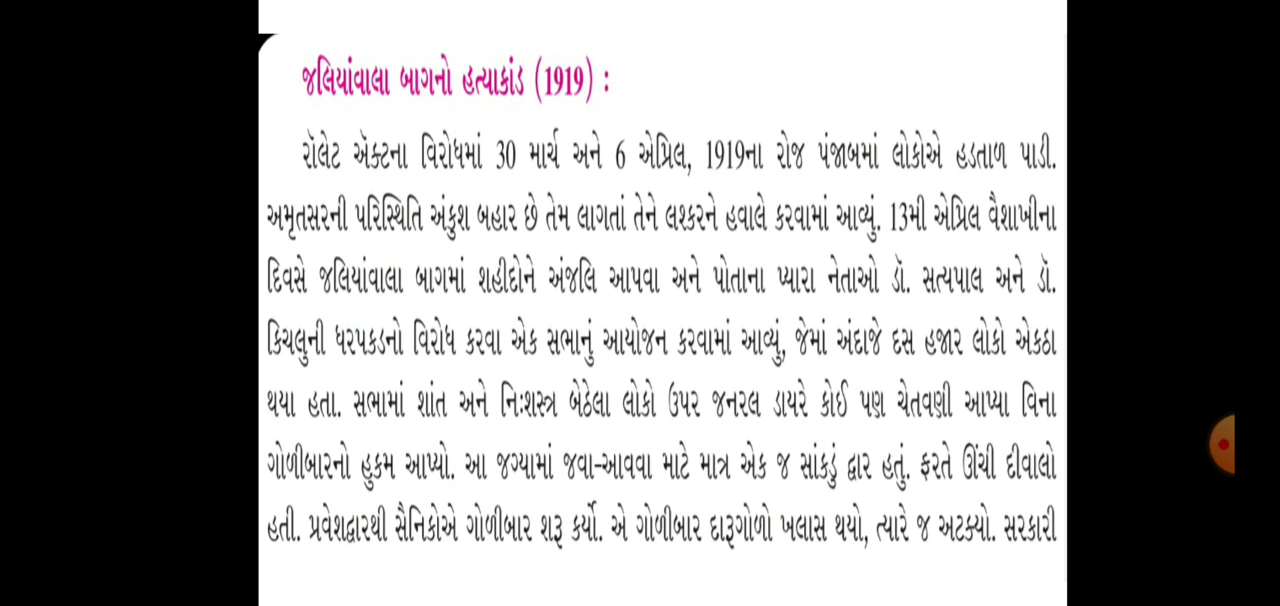 જલિયાંવાલા બાગનો હત્યાકાંડ (1919) :
રૉલેટ ઍક્ટના વિરોધમાં 30 માર્ચ અને 6 એપ્રિલ, 1919ના રોજ પંજાબમાં લોકોએ હડતાળ પાડી.
અમૃતસરની પરિસ્થિતિ અંકુશ બહાર છે તેમ લાગતાં તેને લશ્કરને હવાલે કરવામાં આવ્યું. 13મી એપ્રિલ વૈશાખીના
દિવસે જલિયાંવાલા બાગમાં શહીદોને અંજલિ આપવા અને પોતાના પ્યારા નેતાઓ ડૉ. સત્યપાલ અને ડૉ.
કિચલુની ધરપકડનો વિરોધ કરવા એક સભાનું આયોજન કરવામાં આવ્યું, જેમાં અંદાજે દસ હજાર લોકો એકઠા
થયા હતા. સભામાં શાંત અને નિઃશસ્ત્ર બેઠેલા લોકો ઉપર જનરલ ડાયરે કોઈ પણ ચેતવણી આપ્યા વિના
ગોળીબારનો હુકમ આપ્યો. આ જગ્યામાં જવા-આવવા માટે માત્ર એક જ સાંકડું દ્વાર હતું. ફરતે ઊંચી દીવાલો
હતી. પ્રવેશદ્વારથી સૈનિકોએ ગોળીબાર શરૂ કર્યો. એ ગોળીબાર દારૂગોળો ખલાસ થયો, ત્યારે જ અટક્યો. સરકારી